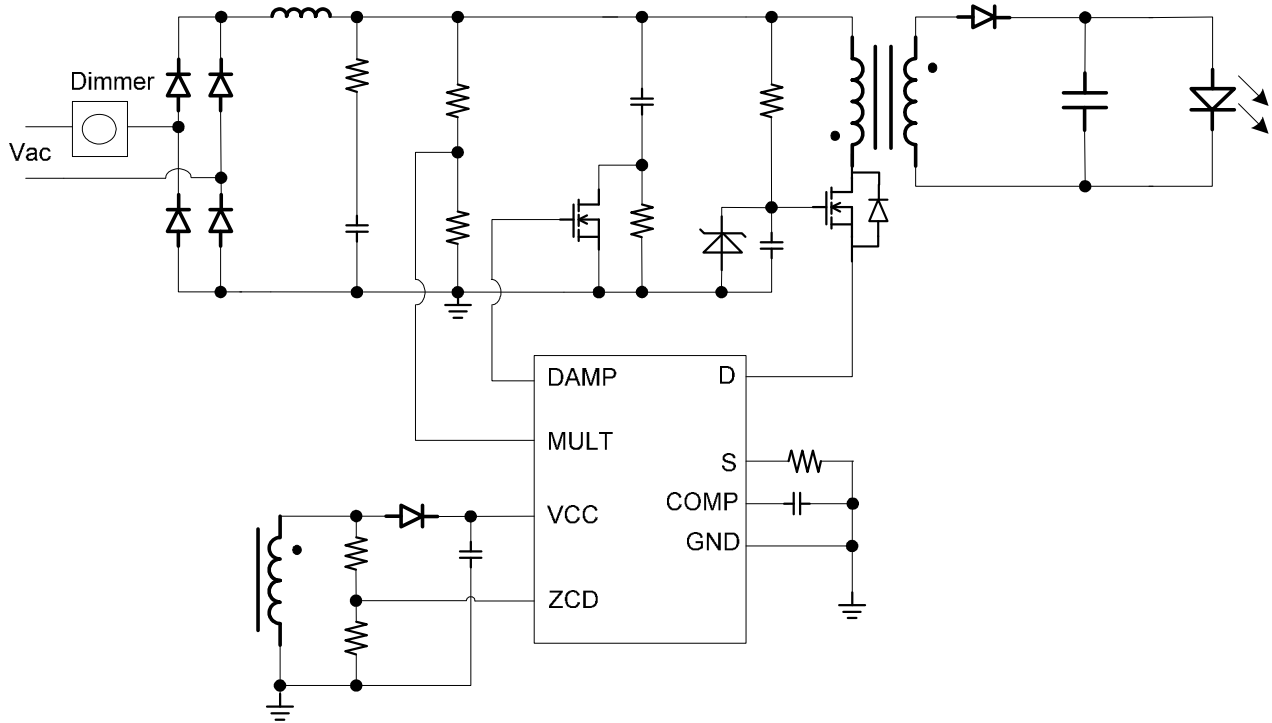 Dimmer
Vac
DAMP
D
MULT
S
COMP
VCC
GND
ZCD